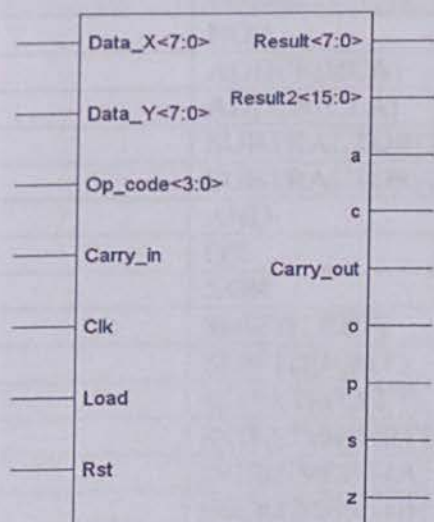 Data_X<7:0>
Result<7:0>
Data_Y<7:0>
Result2<15:0>
a
Op_code<3:0>
c
Carry_in
Carry_out
Clk
o
Load
p
s
Rst
z